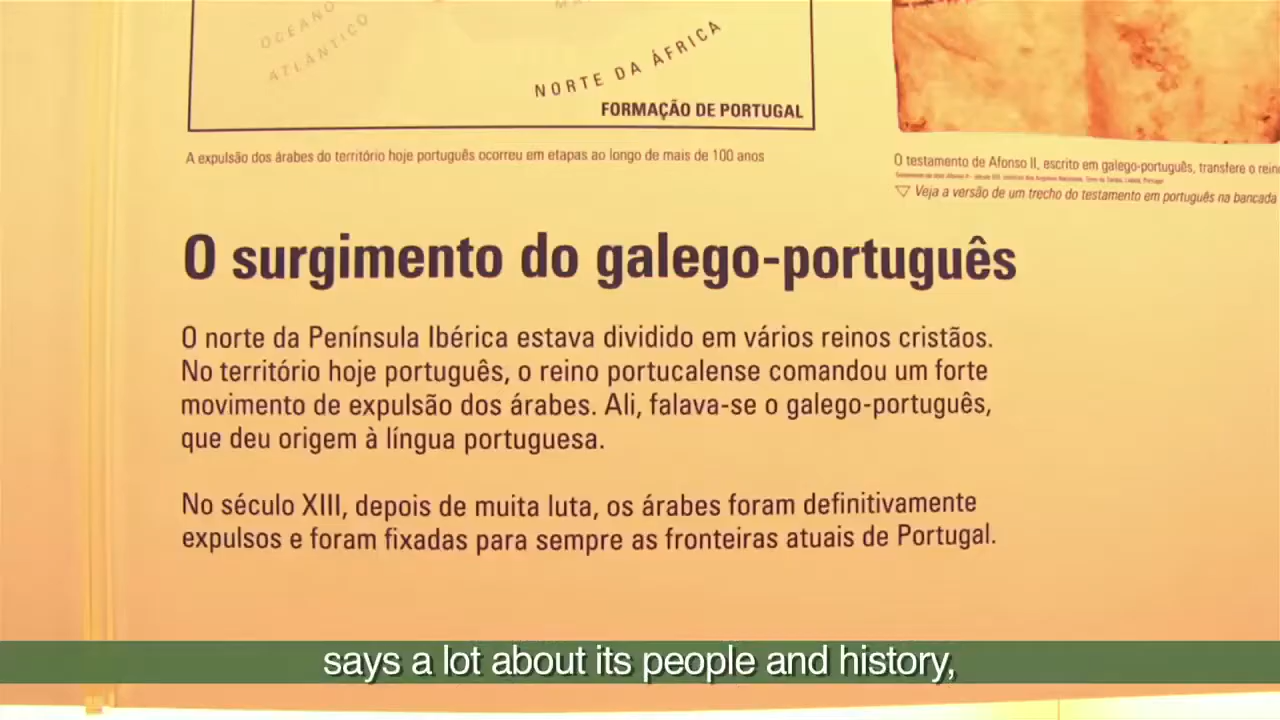 OCEANO
ATLÂNTICO
NORTE DA ÁFRICA
FORMAÇÃO DE PORTUGAL
A expulsão dos árabes do território hoje português ocorreu em etapas ao longo de mais de 100 anos
O testamento de Afonso II, escrito em galego-português, transfere o
Veja a versão de um trecho do testamento em português na bancada
O surgimento do galego-português
O norte da Península Ibérica estava dividido em vários reinos cristãos.
No território hoje português, o reino portucalense comandou um forte
movimento de expulsão dos árabes. Ali, falava-se o galego-português,
que deu origem à língua portuguesa.
No século XIII, depois de muita luta, os árabes foram definitivamente
expulsos e foram fixadas para sempre as fronteiras atuais de Portugal.
says a lot about its people and history,